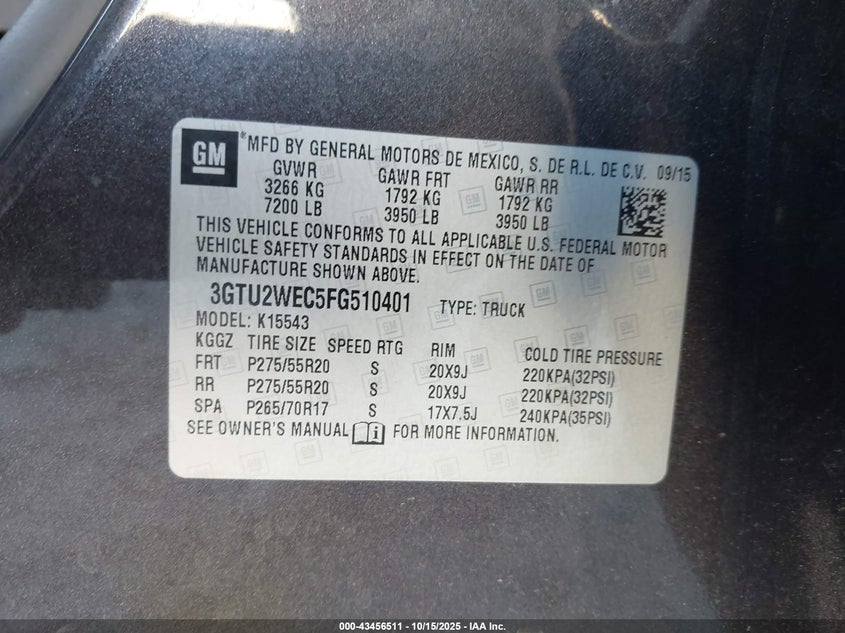 GM
® MFD BY GENERAL MOTORS DE MEXICO, S. DE R.L. DE C.V. 09/15
GVWR GAWR FRT GAWR RR
3266 KG 1792 KG 1792 KG
7200 LB 3950 LB 3950 LB
THIS VEHICLE CONFORMS TO ALL APPLICABLE U.S. FEDERAL MOTOR
VEHICLE SAFETY STANDARDS IN EFFECT ON THE DATE OF
MANUFACTURE SHOWN ABOVE.
3GTU2WEC5FG510401 TYPE: TRUCK
MODEL: K15543
KGGZ TIRE SIZE SPEED RTG RIM COLD TIRE PRESSURE
FRT P275/55R20 S 20X9J 220KPA(32PSI)
RR P275/55R20 S 20X9J 220KPA(32PSI)
SPA P265/70R17 S 17X7.5J 240KPA(35PSI)
SEE OWNER'S MANUAL FOR MORE INFORMATION.
000-43456511 - 10/15/2025 - IAA Inc.